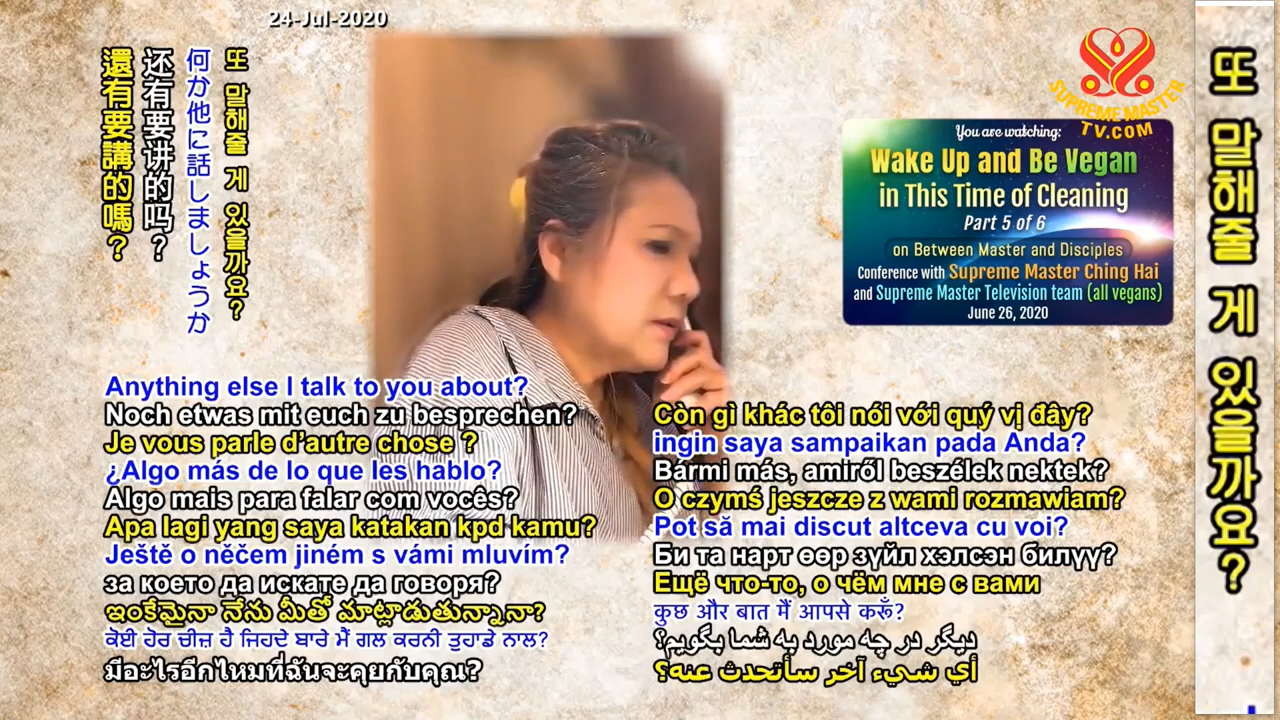 24-Jul-2020
또 말해줄 게 있을까요?
何か他に話しましょうか
还有要讲的吗？
還有要講的嗎？
SUPREME MASTER
TV.COM
You are watching:
Wake Up and Be Vegan
in This Time of Cleaning
Part 5 of 6
on Between Master and Disciples
Conference with Supreme Master Ching Hai
and Supreme Master Television team (all vegans)
June 26, 2020
또 말해줄 게 있을까요?
Anything else I talk to you about?
Noch etwas mit euch zu besprechen?
Je vous parle d’autre chose ?
¿Algo más de lo que les hablo?
Algo mais para falar com vocês?
Apa lagi yang saya katakan kpd kamu?
Ještě o něčem jiném s vámi mluvím?
за което да искате да говоря?
ఇంకేమైనా నేను మీతో మాట్లాడుతున్నానా?
ਕੋਈ ਹੋਰ ਚੀਜ਼ ਹੈ ਜਿਹਦੇ ਬਾਰੇ ਮੈਂ ਗਲ ਕਰਨੀ ਤੁਹਾਡੇ ਨਾਲ?
มีอะไรอีกไหมที่ฉันจะคุยกับคุณ?
Còn gì khác tôi nói với quý vị đây?
ingin saya sampaikan pada Anda?
Bármi más, amiről beszélek nektek?
O czymś jeszcze z wami rozmawiam?
Pot să mai discut altceva cu voi?
Би та нарт өөр зүйл хэлсэн билүү?
Ещё что-то, о чём мне с вами
कुछ और बात मैं आपसे करूँ?
دیگر در چه مورد به شما بگویم؟
أي شيء آخر سأتحدث عنه؟